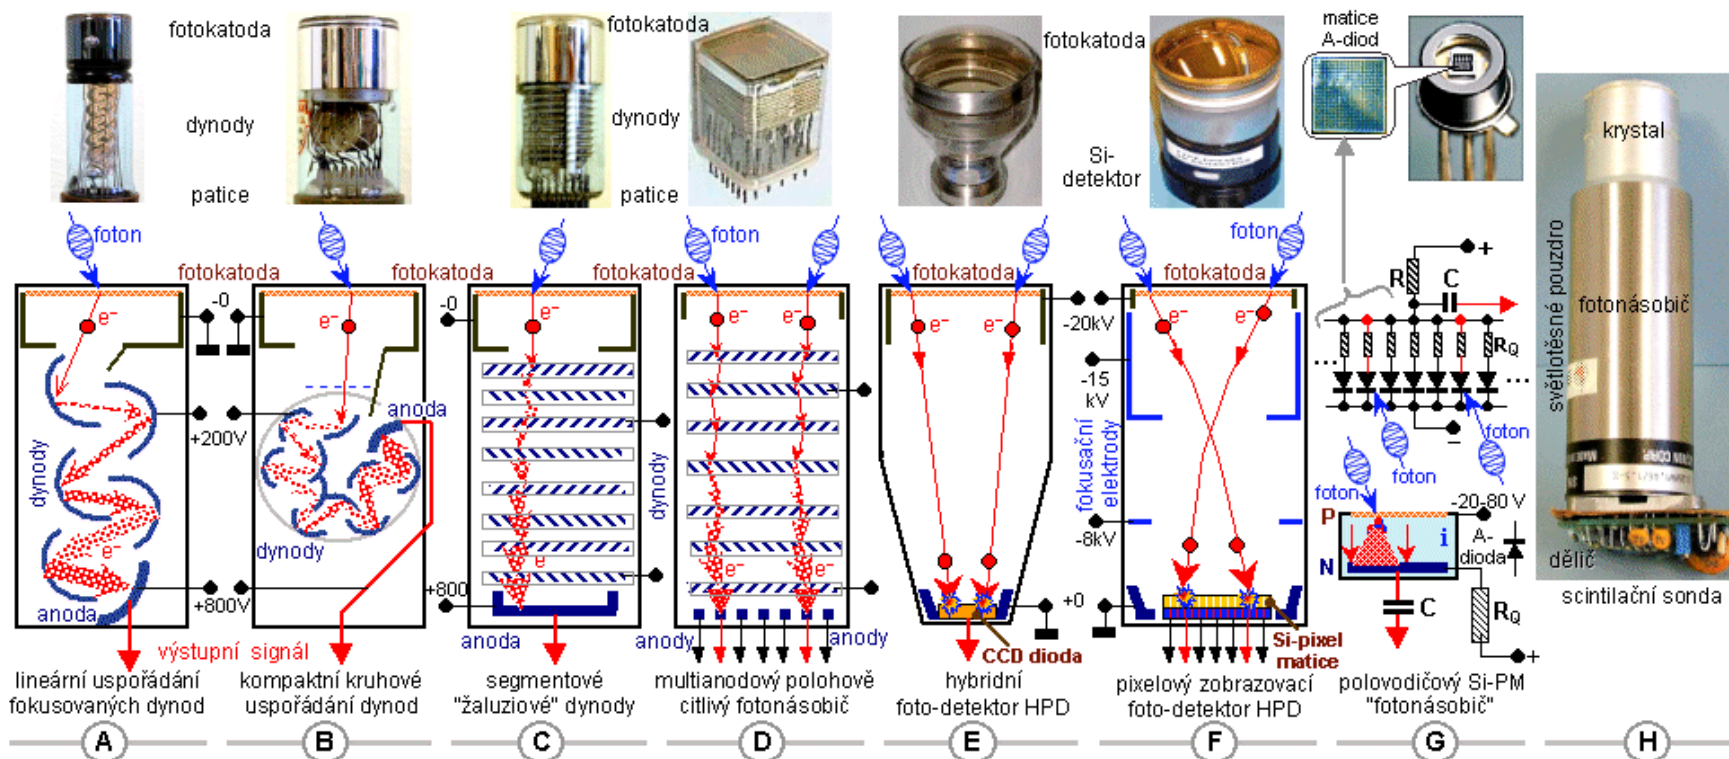 fotokatoda
dynody
patice
fotokatoda
dynody
patice
fotokatoda
Si-
detektor
matice
A-diod
krystal
fotonásobič
světlotěsné pouzdro
dělič
scintilační sonda
foton
foton
foton
fotokatoda
fotokatoda
fotokatoda
fotokatoda
fotokatoda
-0
-0
-20kV
-15
kV
-8kV
+0
e-
e-
e-
e-
e-
e-
e-
e-
e-
e
e-
e-
+200V
+800V
+800
dynody
dynody
dynody
anoda
anoda
anoda
anody
anody
fokusační
elektrody
CCD dioda
Si-pixel
matice
výstupní signál
+
R
C
RQ
...
...
−
foton
foton
foton
-20-80 V
P
i
N
A-
dioda
C
RQ
+
lineární uspořádání
fokusovaných dynod
kompaktní kruhové
uspořádání dynod
segmentové
"žaluziové" dynody
multianodový polohově
citlivý fotonásobič
hybridní
foto-detektor HPD
pixelový zobrazovací
foto-detektor HPD
polovodičový Si-PM
"fotonásobič"
A
B
C
D
E
F
G
H